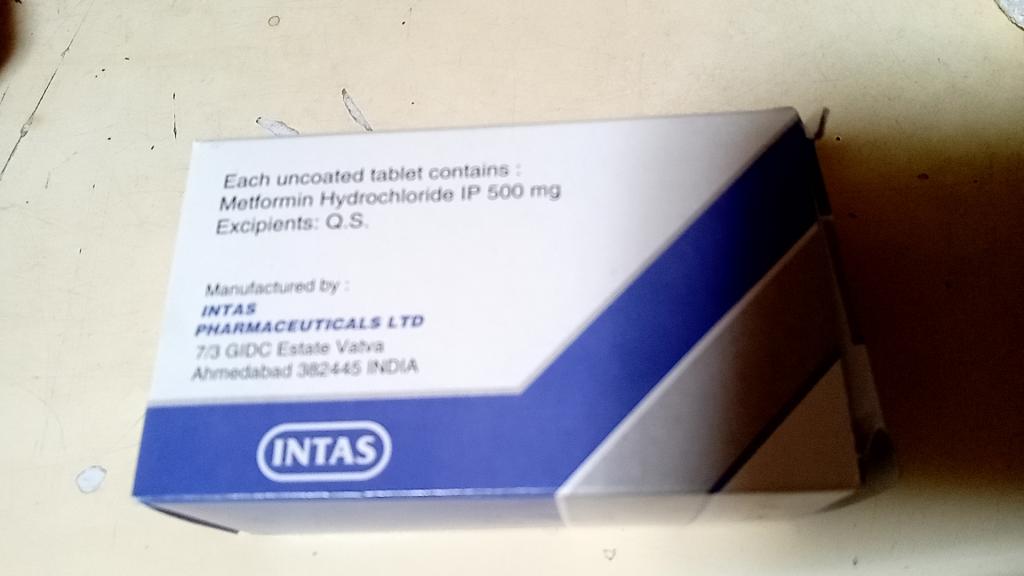 Each uncoated tablet contains :
Metformin Hydrochloride IP 500 mg
Excipients: Q.S.
Manufactured by :
INTAS
PHARMACEUTICALS LTD
7/3 GIDC Estate Vatva
Ahmedabad 382445 INDIA
INTAS